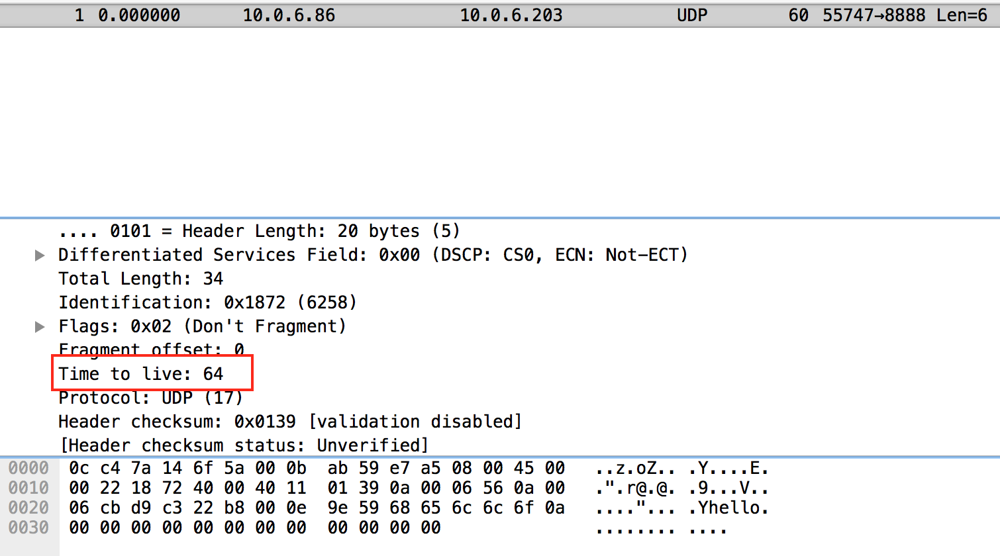 1 0.000000 10.0.6.86 10.0.6.203 UDP 60 55747→8888 Len=6
.... 0101 = Header Length: 20 bytes (5)
Differentiated Services Field: 0x00 (DSCP: CS0, ECN: Not-ECT)
Total Length: 34
Identification: 0x1872 (6258)
Flags: 0x02 (Don't Fragment)
Fragment offset: 0
Time to live: 64
Protocol: UDP (17)
Header checksum: 0x0139 [validation disabled]
[Header checksum status: Unverified]
0000 0c c4 7a 14 6f 5a 00 0b ab 59 e7 a5 08 00 45 00 ..z.oZ.. .Y....E.
0010 00 22 18 72 40 00 40 11 01 39 0a 00 06 56 0a 00 .".r@.@. .9...V..
0020 06 cb d9 c3 22 b8 00 0e 9e 59 68 65 6c 6c 6f 0a ...."... .Yhello.
0030 00 00 00 00 00 00 00 00 00 00 00 00 ........ ....